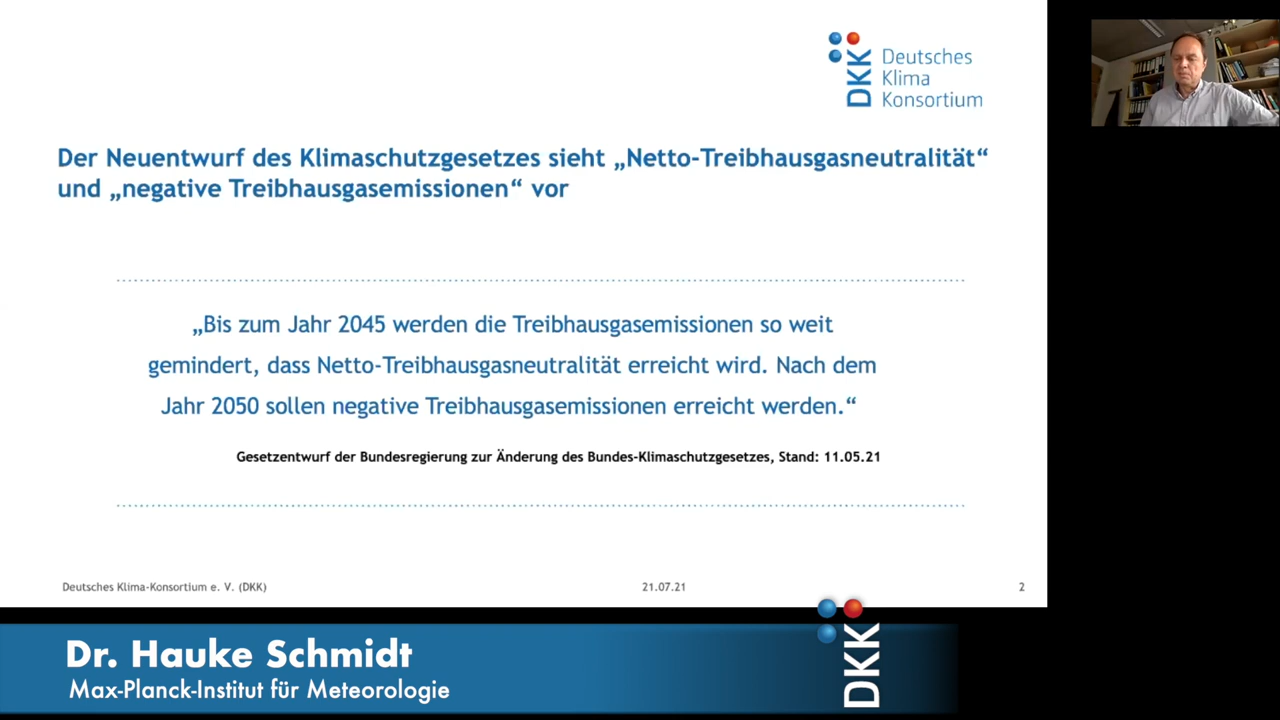 DKK
Deutsches
Klima
Konsortium
Der Neuentwurf des Klimaschutzgesetzes sieht „Netto-Treibhausgasneutralität“
und „negative Treibhausgasemissionen“ vor
„Bis zum Jahr 2045 werden die Treibhausgasemissionen so weit
gemindert, dass Netto-Treibhausgasneutralität erreicht wird. Nach dem
Jahr 2050 sollen negative Treibhausgasemissionen erreicht werden.“
Gesetzentwurf der Bundesregierung zur Änderung des Bundes-Klimaschutzgesetzes, Stand: 11.05.21
Deutsches Klima-Konsortium e. V. (DKK)
21.07.21
2
Dr. Hauke Schmidt
Max-Planck-Institut für Meteorologie
DKK